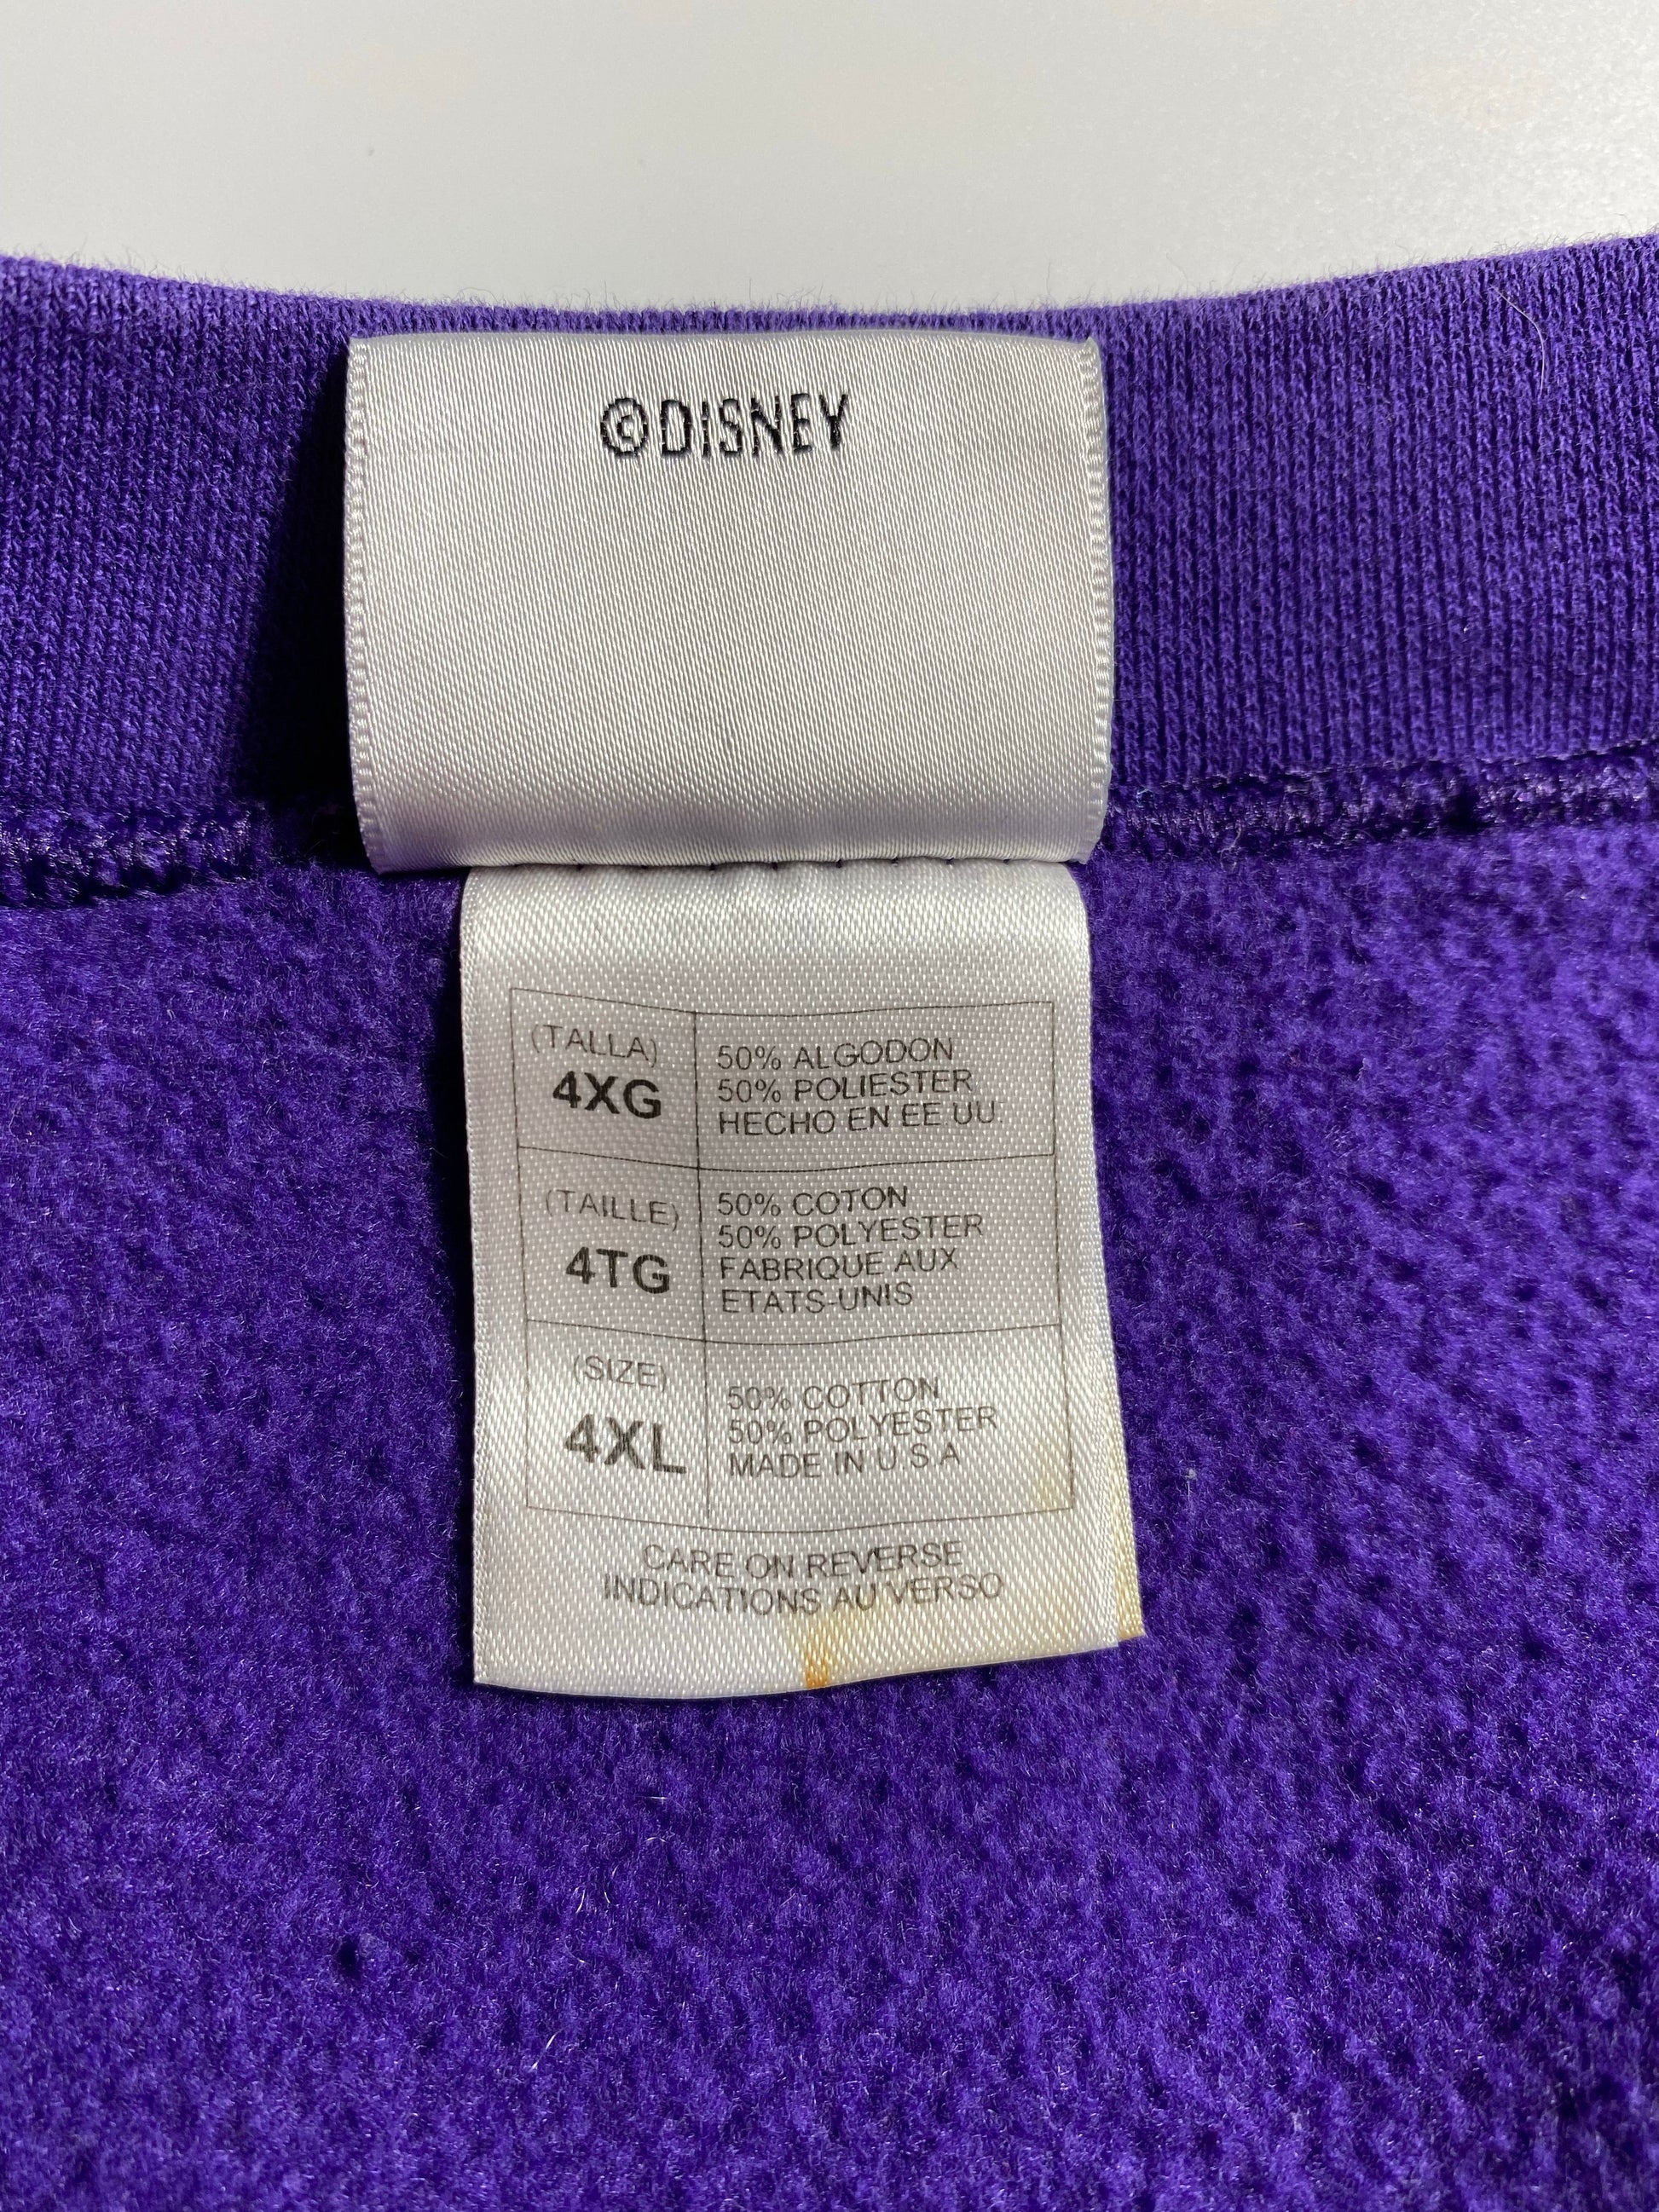 ©DISNEY
(TALLA)
4XG
50% ALGODON
50% POLIESTER
HECHO EN EE UU.
(TAILLE)
4TG
50% COTON
50% POLYESTER
FABRIQUE AUX
ETATS-UNIS
(SIZE)
4XL
50% COTTON
50% POLYESTER
MADE IN U.S.A
CARE ON REVERSE
INDICATIONS AU VERSO